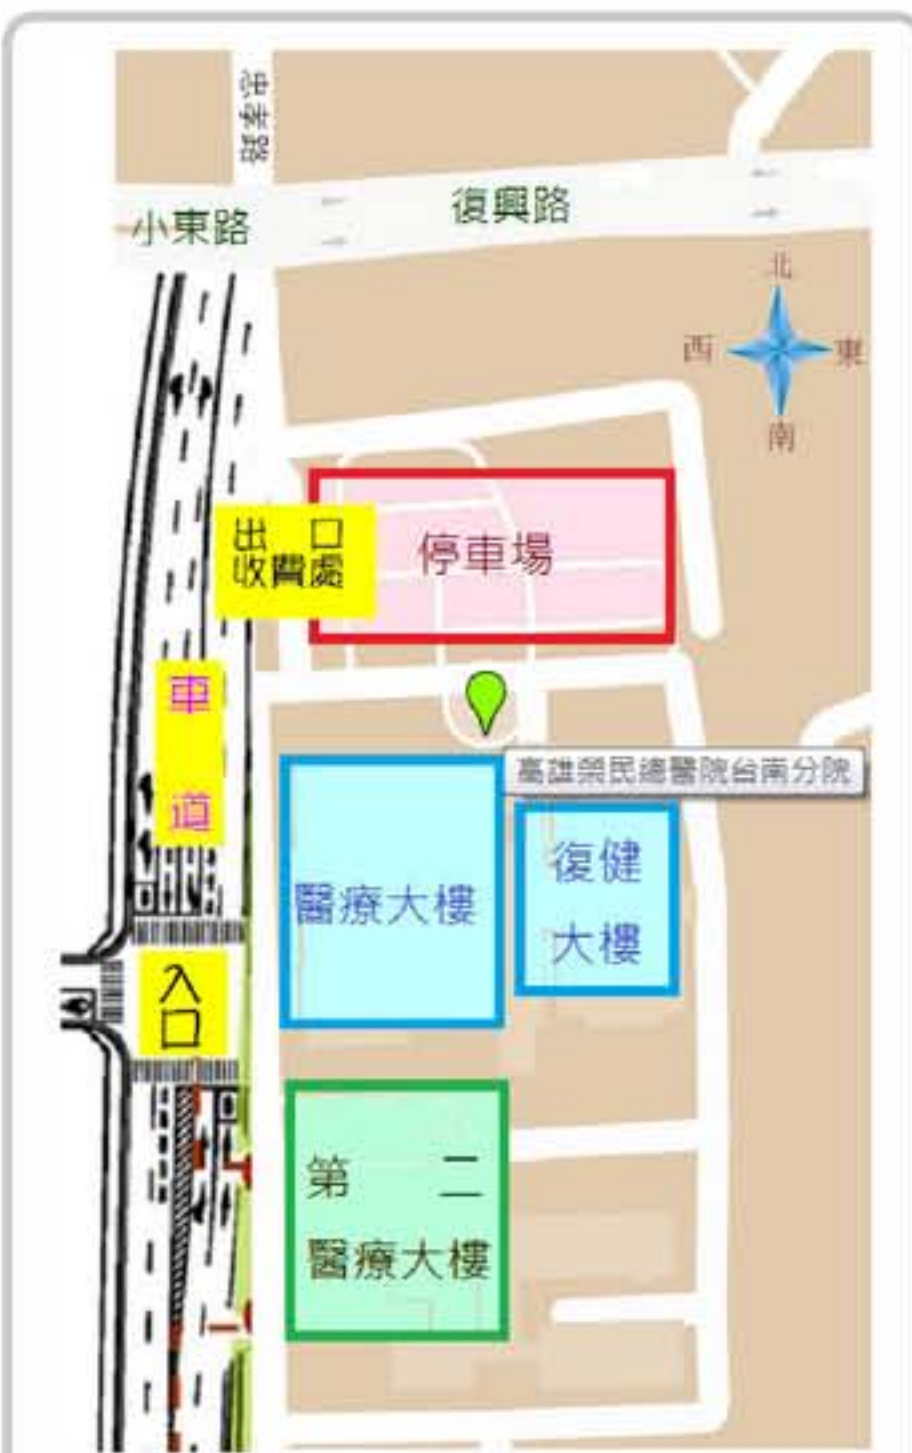 忠孝路
小東路
復興路
北
西
東
南
出 口
收費處
停車場
車
道
高雄榮民總醫院台南分院
醫療大樓
復健
大樓
入
口
第 二
醫療大樓